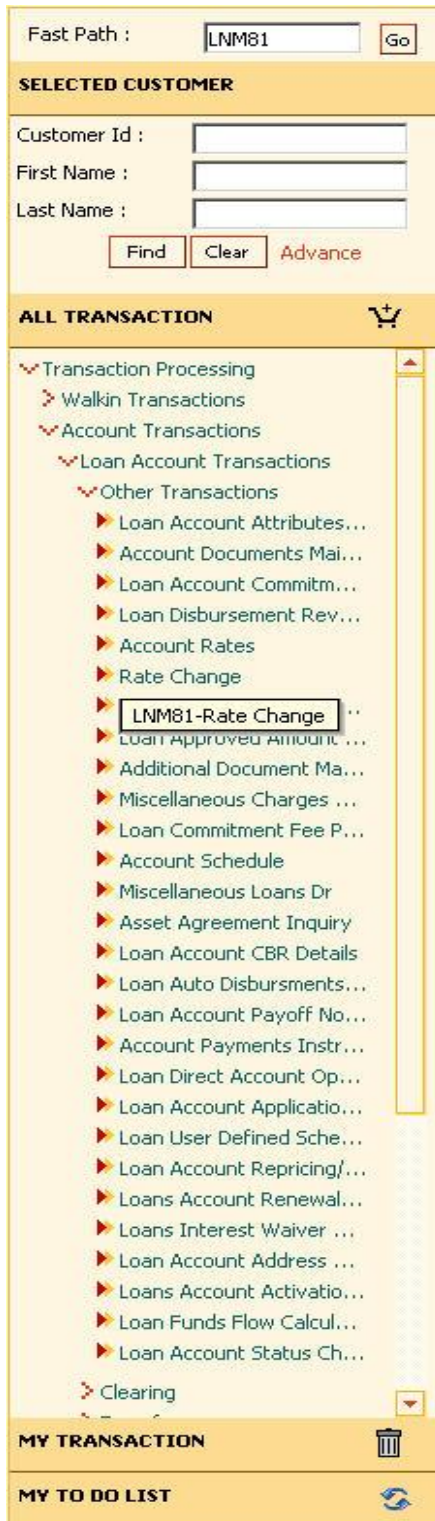 Fast Path : LNM81 Go
SELECTED CUSTOMER
Customer Id :
First Name :
Last Name :
Find Clear Advance
ALL TRANSACTION
Transaction Processing
Walkin Transactions
Account Transactions
Loan Account Transactions
Other Transactions
Loan Account Attributes...
Account Documents Mai...
Loan Account Commitm...
Loan Disbursement Rev...
Account Rates
Rate Change
LNM81-Rate Change
Loan Approved Amount ...
Additional Document Ma...
Miscellaneous Charges ...
Loan Commitment Fee P...
Account Schedule
Miscellaneous Loans Dr
Asset Agreement Inquiry
Loan Account CBR Details
Loan Auto Disbursments...
Loan Account Payoff No...
Account Payments Instr...
Loan Direct Account Op...
Loan Account Applicatio...
Loan User Defined Sche...
Loan Account Repricing/...
Loans Account Renewal...
Loans Interest Waiver ...
Loan Account Address ...
Loans Account Activatio...
Loan Funds Flow Calcul...
Loan Account Status Ch...
Clearing
MY TRANSACTION
MY TO DO LIST